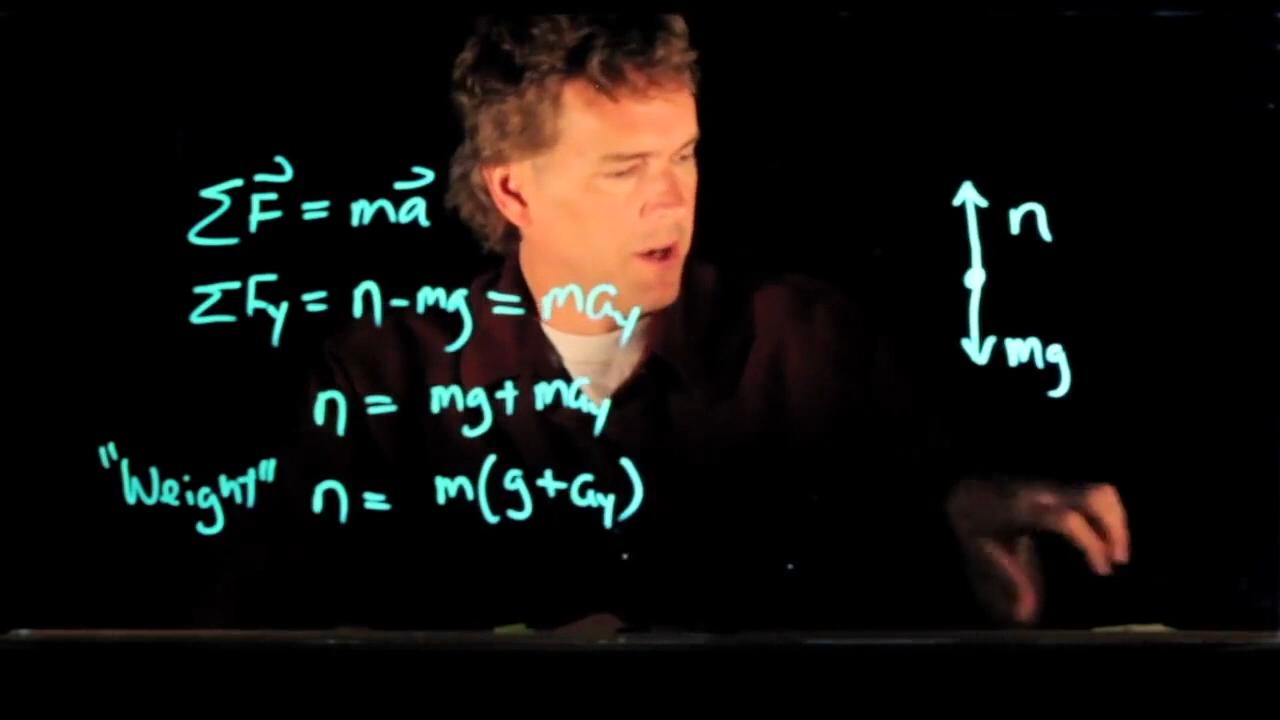 ΣF⃗ = ma⃗
ΣFy = n-mg = may
n = mg + may
"Weight" n = m(g+ay)
n
mg